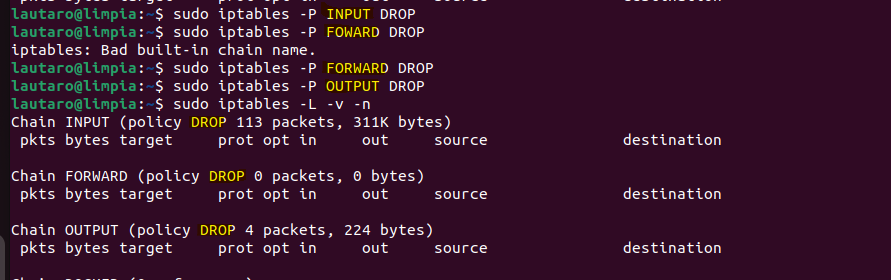 lautaro@limpia:~$ sudo iptables -P INPUT DROP
lautaro@limpia:~$ sudo iptables -P FOWARD DROP
iptables: Bad built-in chain name.
lautaro@limpia:~$ sudo iptables -P FORWARD DROP
lautaro@limpia:~$ sudo iptables -P OUTPUT DROP
lautaro@limpia:~$ sudo iptables -L -v -n
Chain INPUT (policy DROP 113 packets, 311K bytes)
 pkts bytes target     prot opt in     out     source               destination

Chain FORWARD (policy DROP 0 packets, 0 bytes)
 pkts bytes target     prot opt in     out     source               destination

Chain OUTPUT (policy DROP 4 packets, 224 bytes)
 pkts bytes target     prot opt in     out     source               destination